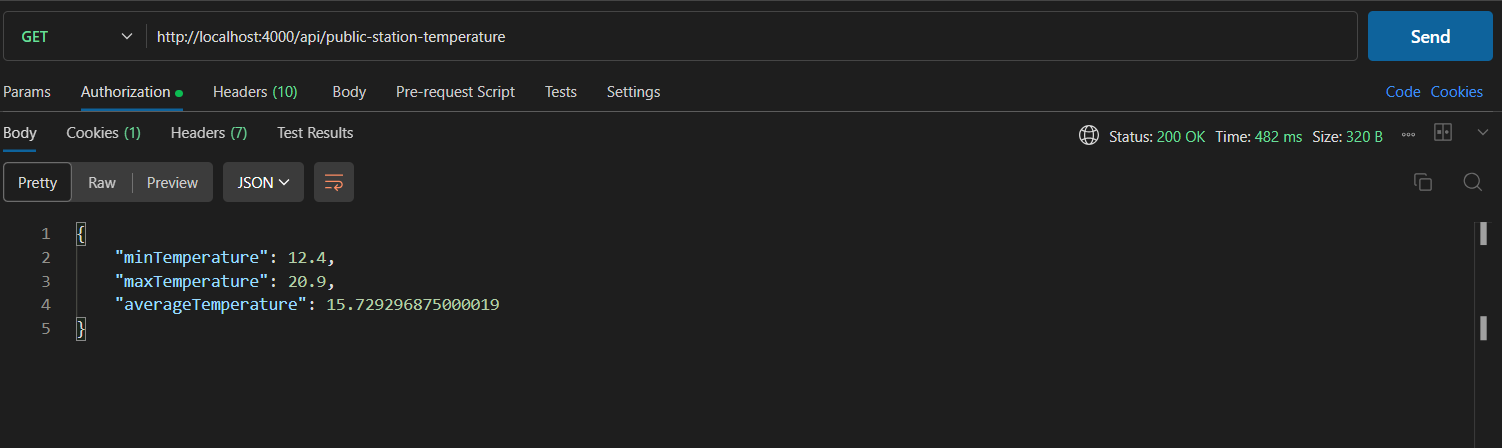 GET http://localhost:4000/api/public-station-temperature Send
Params Authorization Headers (10) Body Pre-request Script Tests Settings Code Cookies
Body Cookies (1) Headers (7) Test Results Status: 200 OK Time: 482 ms Size: 320 B
Pretty Raw Preview JSON
1 {
2 "minTemperature": 12.4,
3 "maxTemperature": 20.9,
4 "averageTemperature": 15.729296875000019
5 }